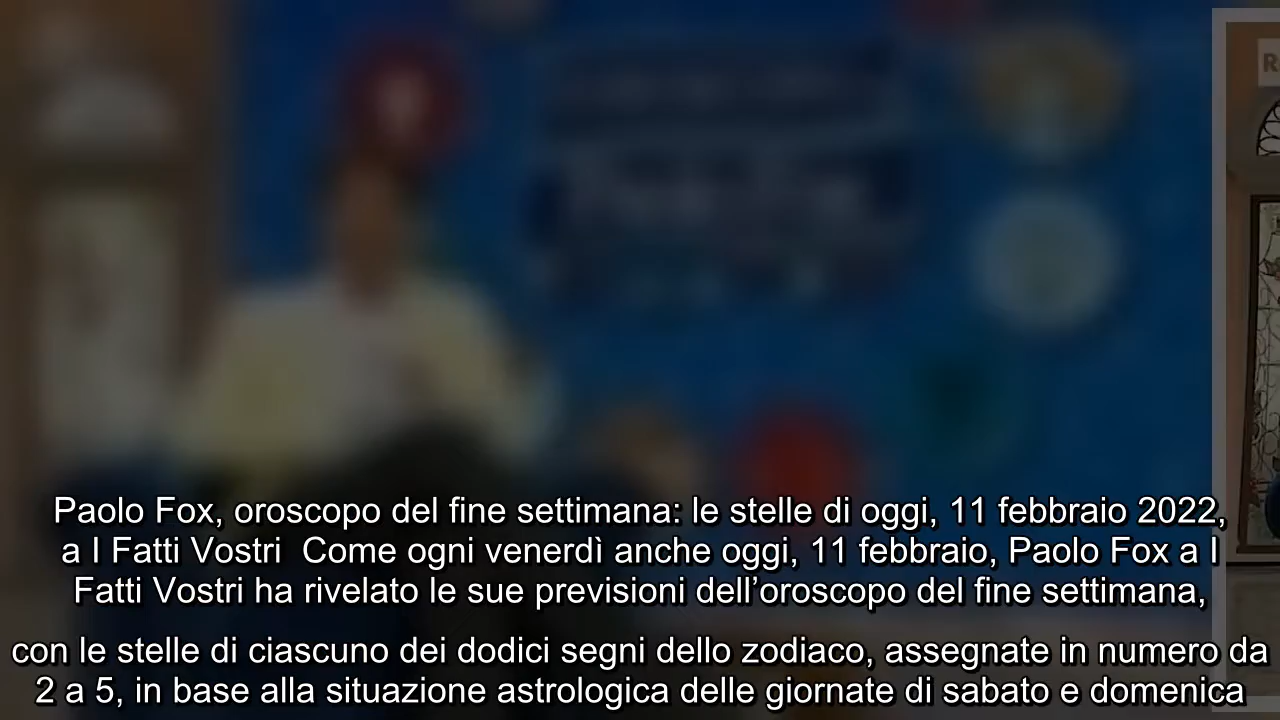 Paolo Fox, oroscopo del fine settimana: le stelle di oggi, 11 febbraio 2022,
a I Fatti Vostri  Come ogni venerdì anche oggi, 11 febbraio, Paolo Fox a I
Fatti Vostri ha rivelato le sue previsioni dell’oroscopo del fine settimana,
con le stelle di ciascuno dei dodici segni dello zodiaco, assegnate in numero da
2 a 5, in base alla situazione astrologica delle giornate di sabato e domenica